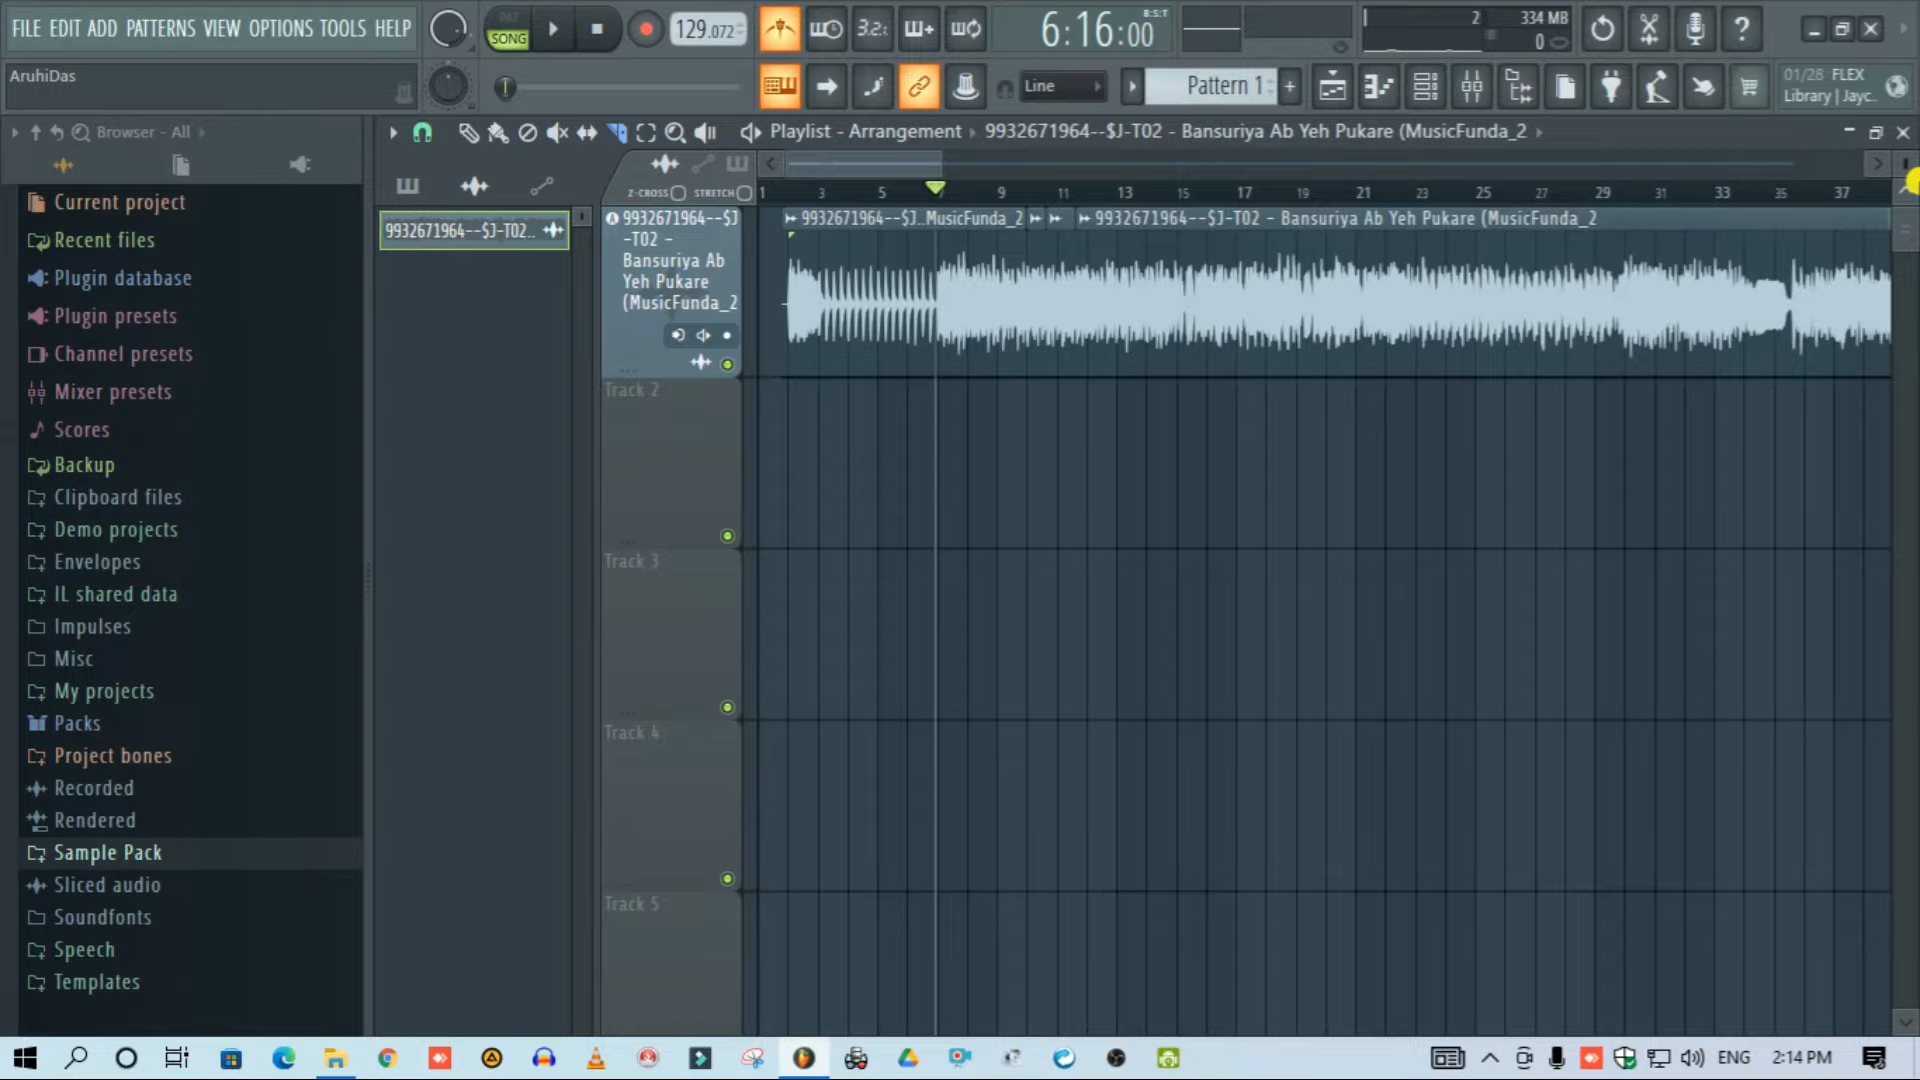 FILE EDIT ADD PATTERNS VIEW OPTIONS TOOLS HELP
PAT
SONG
129.072
3.2:
6:16:00
B:S:T
2
334 MB
0
?
AruhiDas
Line
Pattern 1
+
01/28 FLEX
Library | Jayc..
Browser - All
Playlist - Arrangement
9932671964--$J-T02 - Bansuriya Ab Yeh Pukare (MusicFunda_2
Z-CROSS
STRETCH
1 3 5 7 9 11 13 15 17 19 21 23 25 27 29 31 33 35 37
Current project
Recent files
Plugin database
Plugin presets
Channel presets
Mixer presets
Scores
Backup
Clipboard files
Demo projects
Envelopes
IL shared data
Impulses
Misc
My projects
Packs
Project bones
Recorded
Rendered
Sample Pack
Sliced audio
Soundfonts
Speech
Templates
9932671964--$J-T02..
9932671964--$J
-T02 -
Bansuriya Ab
Yeh Pukare
(MusicFunda_2
9932671964--$J..MusicFunda_2
9932671964--$J-T02 - Bansuriya Ab Yeh Pukare (MusicFunda_2
Track 2
Track 3
Track 4
Track 5
ENG
2:14 PM